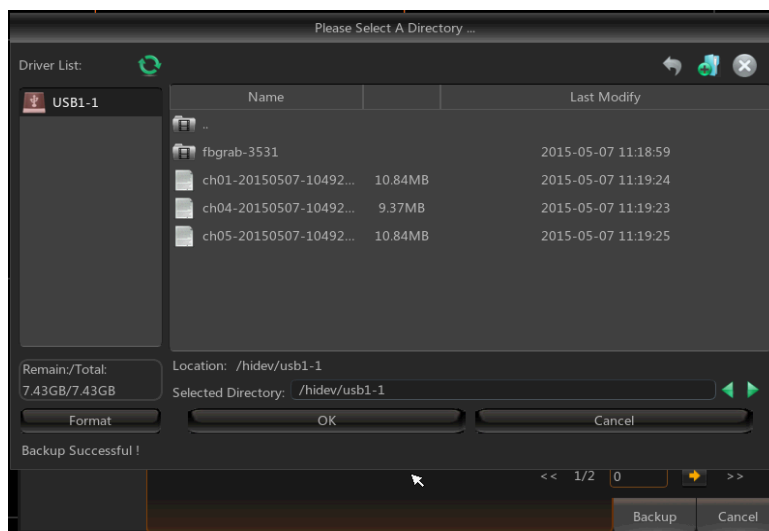 Please Select A Directory ...
Driver List:
USB1-1
Name Last Modify
..
fbgrab-3531 2015-05-07 11:18:59
ch01-20150507-10492... 10.84MB 2015-05-07 11:19:24
ch04-20150507-10492... 9.37MB 2015-05-07 11:19:23
ch05-20150507-10492... 10.84MB 2015-05-07 11:19:25
Remain:/Total:
7.43GB/7.43GB
Location: /hidev/usb1-1
Selected Directory: /hidev/usb1-1
Format OK Cancel
Backup Successful !
<< 1/2 0 >>
Backup Cancel